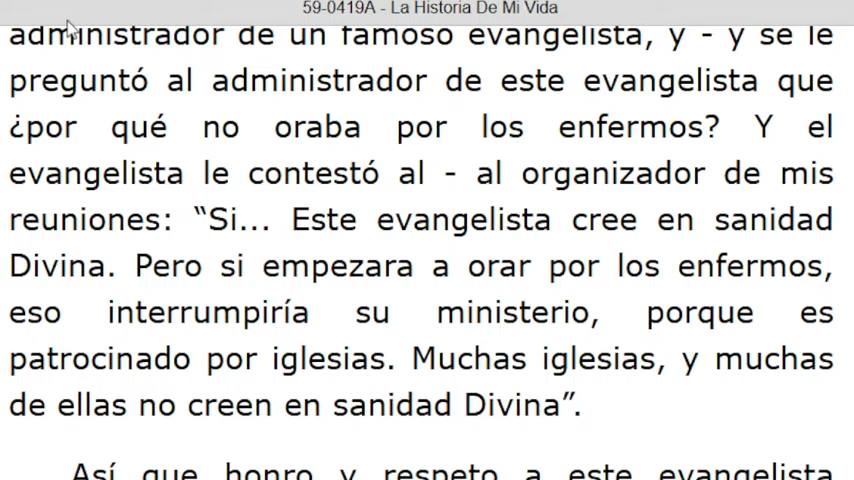 59-0419A - La Historia De Mi Vida
administrador de un famoso evangelista, y - y se le
preguntó al administrador de este evangelista que
¿por qué no oraba por los enfermos? Y el
evangelista le contestó al - al organizador de mis
reuniones: “Si... Este evangelista cree en sanidad
Divina. Pero si empezara a orar por los enfermos,
eso interrumpiría su ministerio, porque es
patrocinado por iglesias. Muchas iglesias, y muchas
de ellas no creen en sanidad Divina”.
Así que honro y respeto a este evangelista